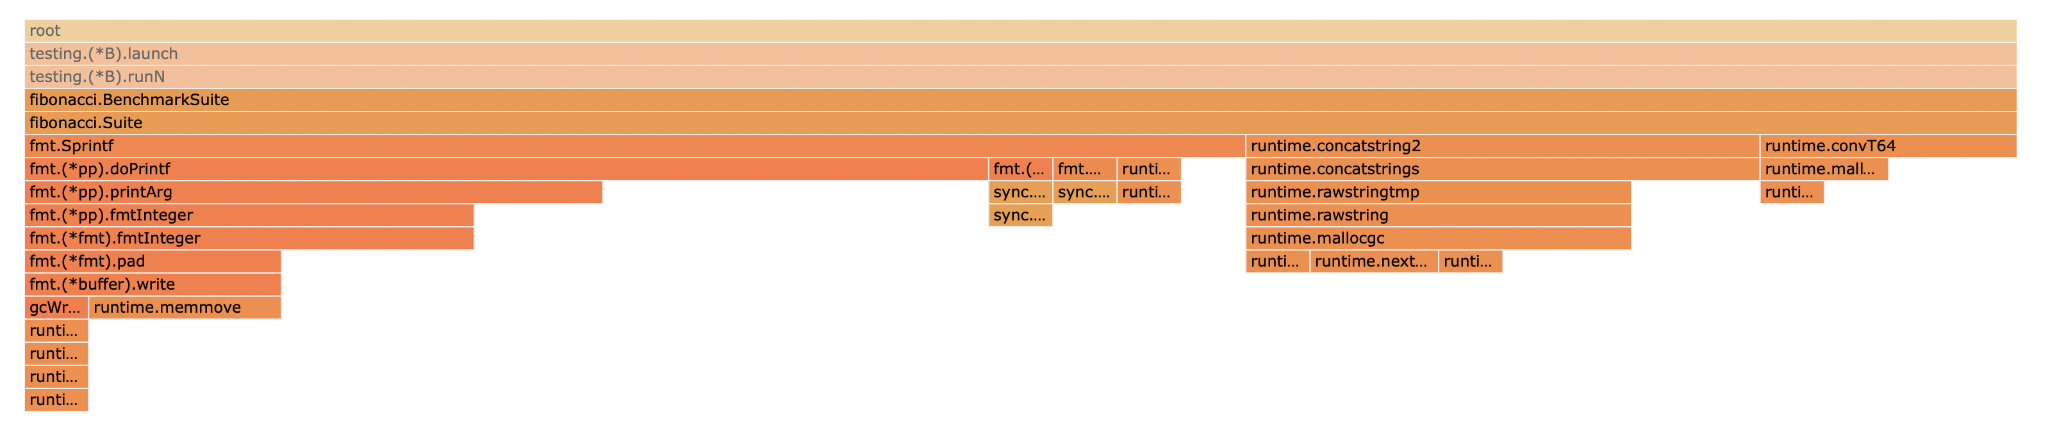 root
testing.(*B).launch
testing.(*B).runN
fibonacci.BenchmarkSuite
fibonacci.Suite
fmt.Sprintf runtime.concatstring2 runtime.convT64
fmt.(*pp).doPrintf fmt.(... fmt.... runti... runtime.concatstrings runtime.mall...
fmt.(*pp).printArg sync.... sync.... runti... runtime.rawstringtmp runti...
fmt.(*pp).fmtInteger sync.... runtime.rawstring
fmt.(*fmt).fmtInteger runtime.mallocgc
fmt.(*fmt).pad runti... runtime.next... runti...
fmt.(*buffer).write
gcWr... runtime.memmove
runti...
runti...
runti...
runti...